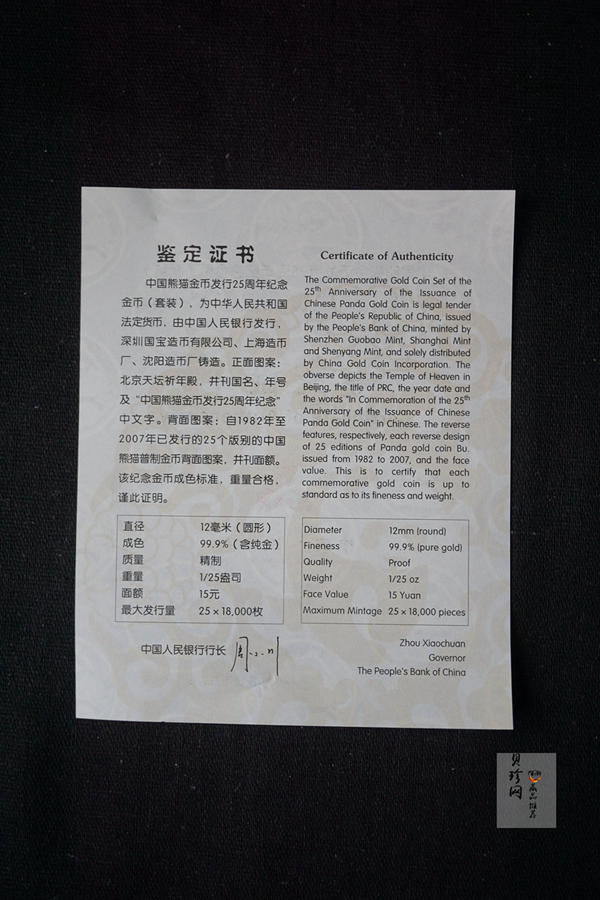 鉴定证书
中国熊猫金币发行25周年纪念
金币（套装），为中华人民共和国
法定货币，由中国人民银行发行，
深圳国宝造币有限公司、上海造币
厂、沈阳造币厂铸造。正面图案：
北京天坛祈年殿，并刊国名、年号
及“中国熊猫金币发行25周年纪念”
中文字。背面图案：自1982年至
2007年已发行的25个版别的中国
熊猫普制金币背面图案，并刊面额。
该纪念金币成色标准，重量合格，
谨此证明。
直径 12毫米（圆形）
成色 99.9%（含纯金）
质量 精制
重量 1/25盎司
面额 15元
最大发行量 25×18,000枚
中国人民银行行长
Certificate of Authenticity
The Commemorative Gold Coin Set of the
25th Anniversary of the Issuance of
Chinese Panda Gold Coin is legal tender
of the People's Republic of China, issued
by the People's Bank of China, minted by
Shenzhen Guobao Mint, Shanghai Mint
and Shenyang Mint, and solely distributed
by China Gold Coin Incorporation. The
obverse depicts the Temple of Heaven in
Beijing, the title of PRC, the year date and
the words "In Commemoration of the 25th
Anniversary of the Issuance of Chinese
Panda Gold Coin" in Chinese. The reverse
features, respectively, each reverse design
of 25 editions of Panda gold coin Bu.
issued from 1982 to 2007, and the face
value. This is to certify that each
commemorative gold coin is up to
standard as to its fineness and weight.
Diameter 12mm (round)
Fineness 99.9% (pure gold)
Quality Proof
Weight 1/25 oz
Face Value 15 Yuan
Maximum Mintage 25×18,000 pieces
Zhou Xiaochuan
Governor
The People's Bank of China
贝珍网
藏品推荐